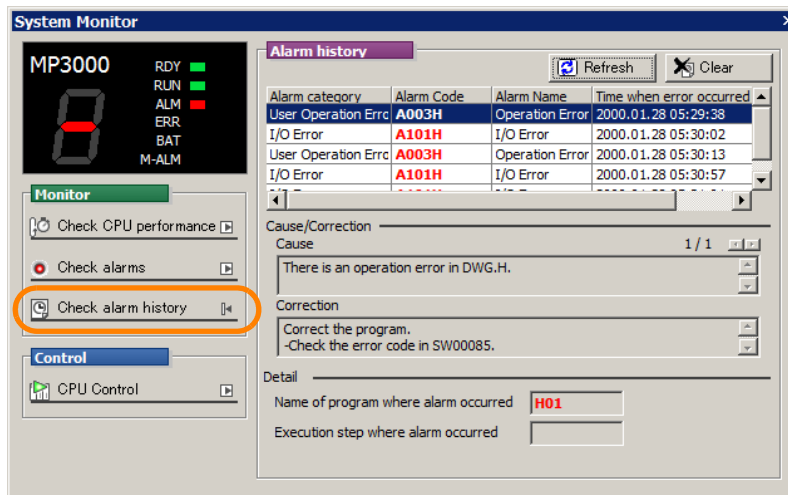 System Monitor
MP3000
RDY
RUN
ALM
ERR
BAT
M-ALM
Monitor
Check CPU performance
Check alarms
Check alarm history
Control
CPU Control
Alarm history
Refresh
Clear
Alarm category Alarm Code Alarm Name Time when error occurred
User Operation Errc A003H Operation Error 2000.01.28 05:29:38
I/O Error A101H I/O Error 2000.01.28 05:30:02
User Operation Errc A003H Operation Error 2000.01.28 05:30:13
I/O Error A101H I/O Error 2000.01.28 05:30:57
Cause/Correction
Cause 1 / 1
There is an operation error in DWG.H.
Correction
Correct the program.
-Check the error code in SW00085.
Detail
Name of program where alarm occurred H01
Execution step where alarm occurred